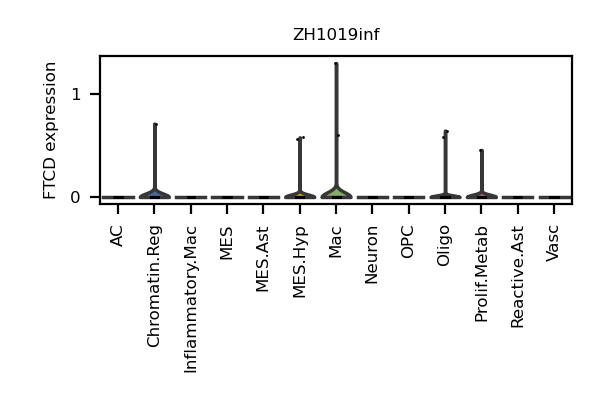 ZH1019inf
FTCD expression
1
0
AC
Chromatin.Reg
Inflammatory.Mac
MES
MES.Ast
MES.Hyp
Mac
Neuron
OPC
Oligo
Prolif.Metab
Reactive.Ast
Vasc